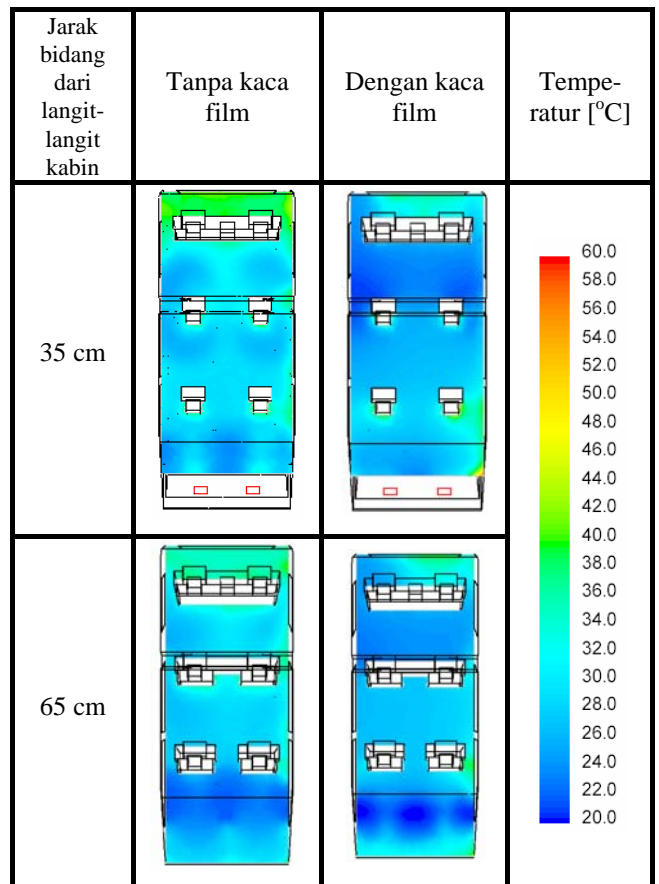 Jarak
bidang
dari
langit-
langit
kabin
Tanpa kaca
film
Dengan kaca
film
Tempe-
ratur [°C]
35 cm
60.0
58.0
56.0
54.0
52.0
50.0
48.0
46.0
44.0
42.0
40.0
38.0
36.0
34.0
32.0
30.0
28.0
26.0
24.0
22.0
20.0
65 cm